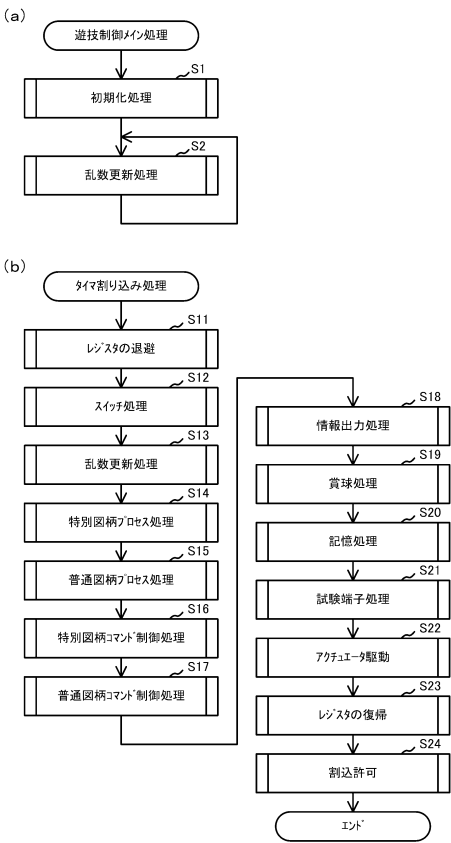 (a)
遊技制御ﾒｲﾝ処理
S1
初期化処理
S2
乱数更新処理
(b)
ﾀｲﾏ割り込み処理
S11
ﾚｼﾞｽﾀの退避
S12
ｽｲｯﾁ処理
S13
乱数更新処理
S14
特別図柄ﾌﾟﾛｾｽ処理
S15
普通図柄ﾌﾟﾛｾｽ処理
S16
特別図柄ｺﾏﾝﾄﾞ制御処理
S17
普通図柄ｺﾏﾝﾄﾞ制御処理
S18
情報出力処理
S19
賞球処理
S20
記憶処理
S21
試験端子処理
S22
ｱｸﾁｭｴｰﾀ駆動
S23
ﾚｼﾞｽﾀの復帰
S24
割込許可
ｴﾝﾄﾞ